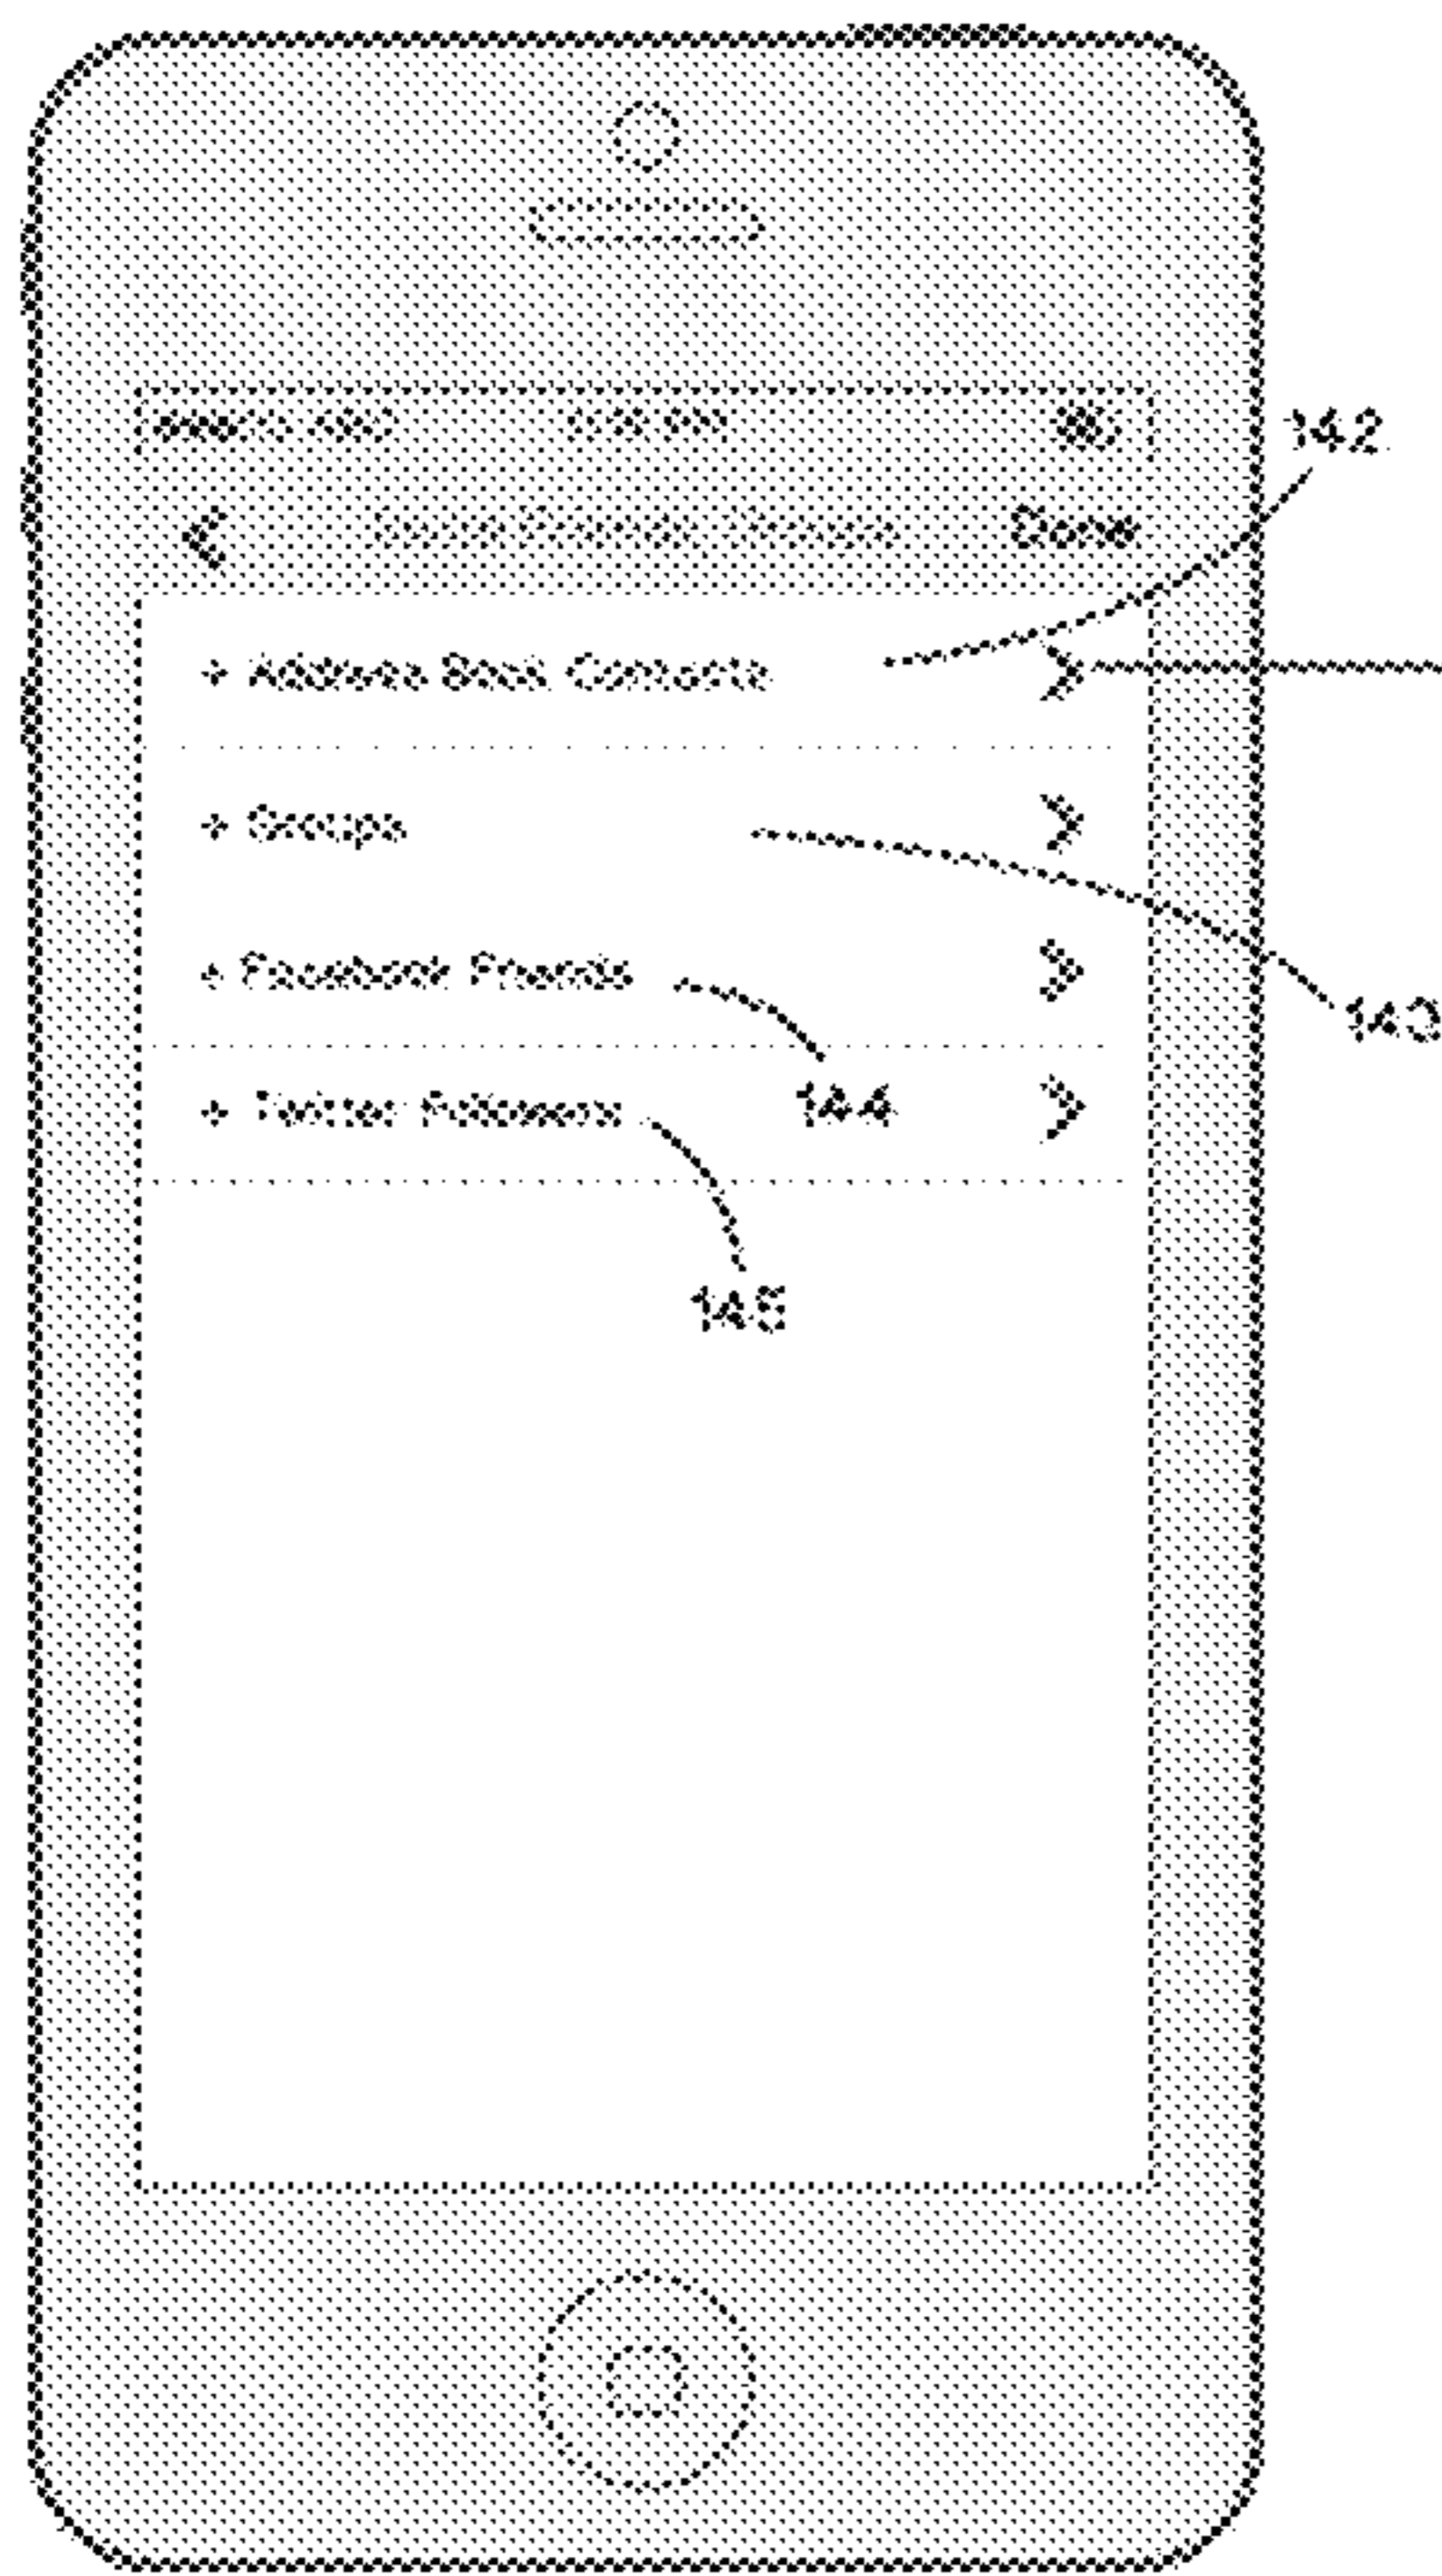 142
Done
+ Address Book Contacts
+ Groups
143
+ Facebook Friends
+ Twitter Followers
144
145